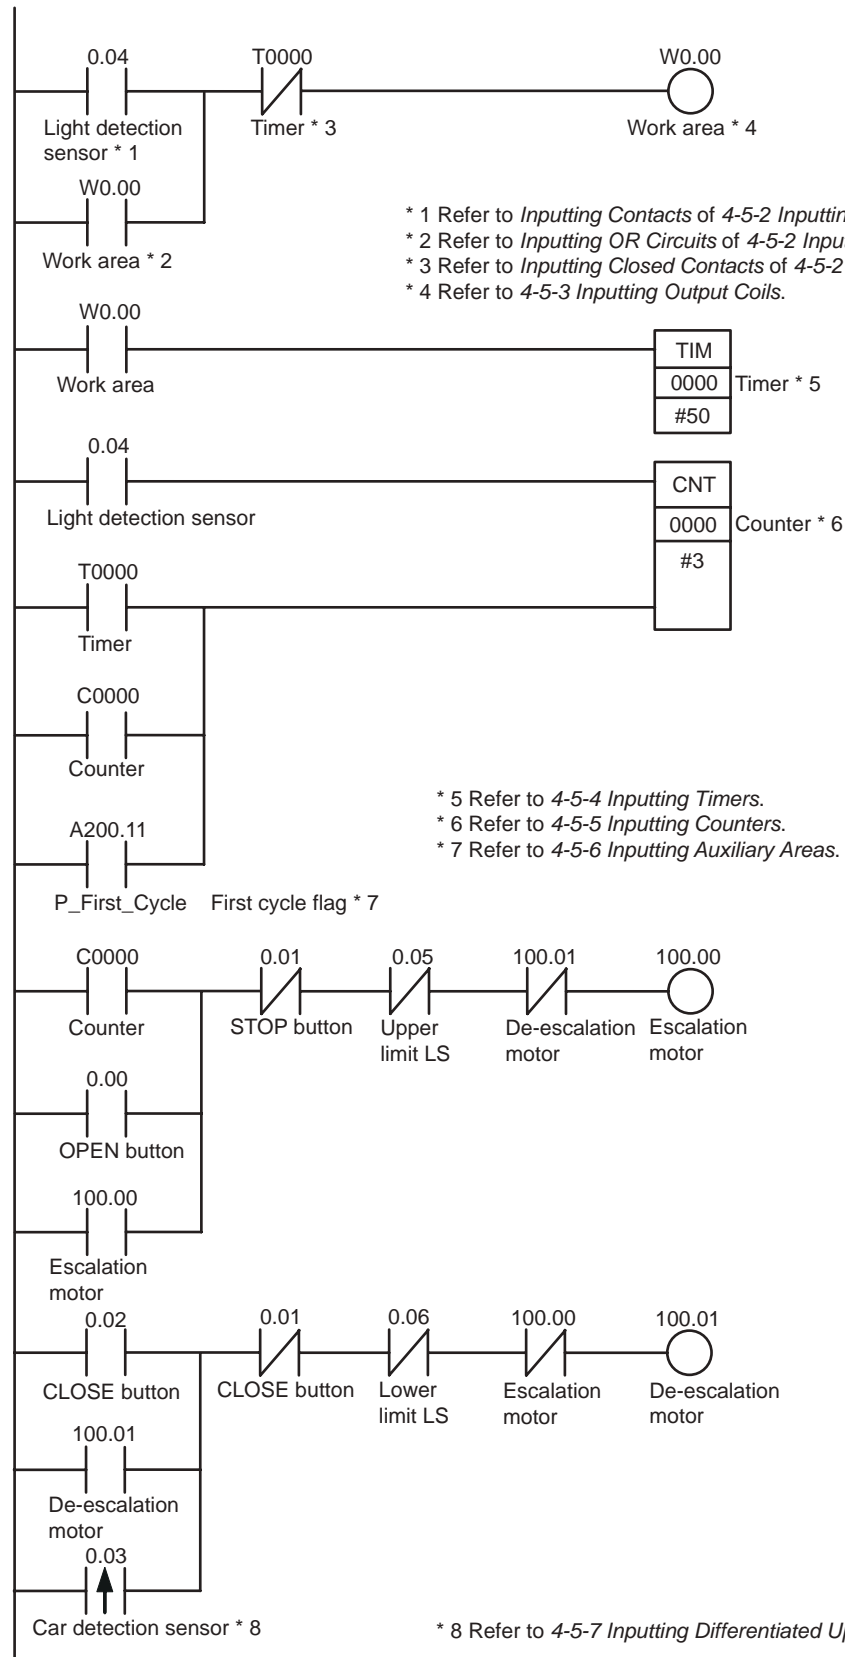 0.04 T0000 W0.00
Light detection
sensor * 1
Timer * 3
Work area * 4
W0.00
Work area * 2
* 1 Refer to Inputting Contacts of 4-5-2
* 2 Refer to Inputting OR Circuits of 4-5-2
* 3 Refer to Inputting Closed Contacts of 4-5-2
* 4 Refer to 4-5-3 Inputting Output Coils.
W0.00
Work area
TIM
0000 Timer * 5
#50
0.04
Light detection sensor
CNT
0000 Counter * 6
#3
T0000
Timer
C0000
Counter
* 5 Refer to 4-5-4 Inputting Timers.
* 6 Refer to 4-5-5 Inputting Counters.
* 7 Refer to 4-5-6 Inputting Auxiliary Areas.
A200.11
P_First_Cycle First cycle flag * 7
C0000 0.01 0.05 100.01 100.00
Counter
STOP button
Upper
limit LS
De-escalation
motor
Escalation
motor
0.00
OPEN button
100.00
Escalation
motor
0.02 0.01 0.06 100.00 100.01
CLOSE button
CLOSE button
Lower
limit LS
Escalation
motor
De-escalation
motor
100.01
De-escalation
motor
0.03
Car detection sensor * 8
* 8 Refer to 4-5-7 Inputting Differentiated